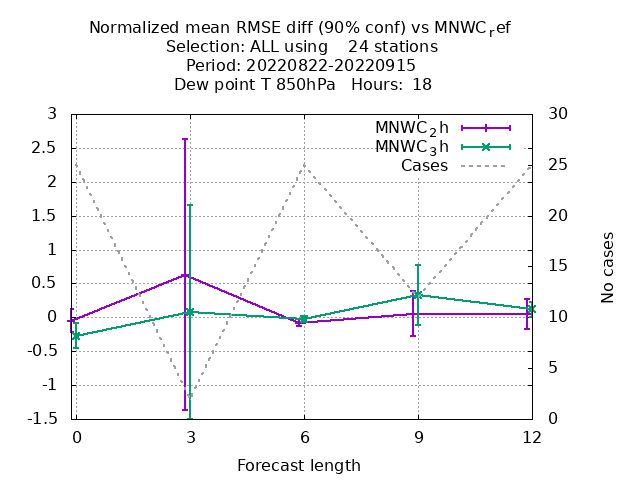 Normalized mean RMSE diff (90% conf) vs MNWC_ref
Selection: ALL using    24 stations
Period: 20220822-20220915
Dew point T 850hPa   Hours:  18
MNWC_2h
MNWC_3h
Cases
3
2.5
2
1.5
1
0.5
0
-0.5
-1
-1.5
30
25
20
15
10
5
0
No cases
0 3 6 9 12
Forecast length